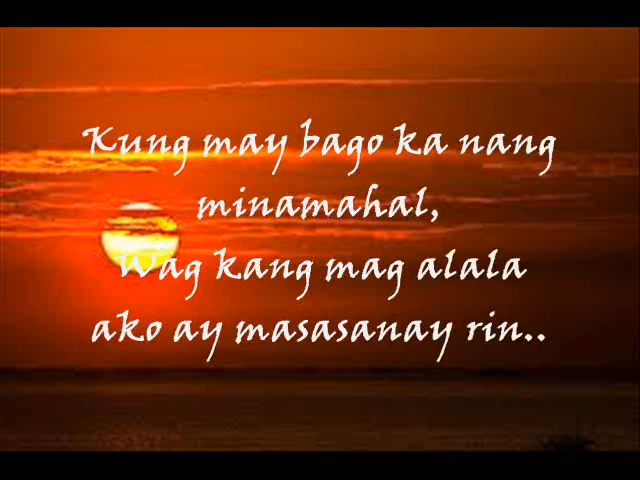 Kung may bago ka nang
minamahal,
Wag kang mag alala
ako ay masasanay rin..